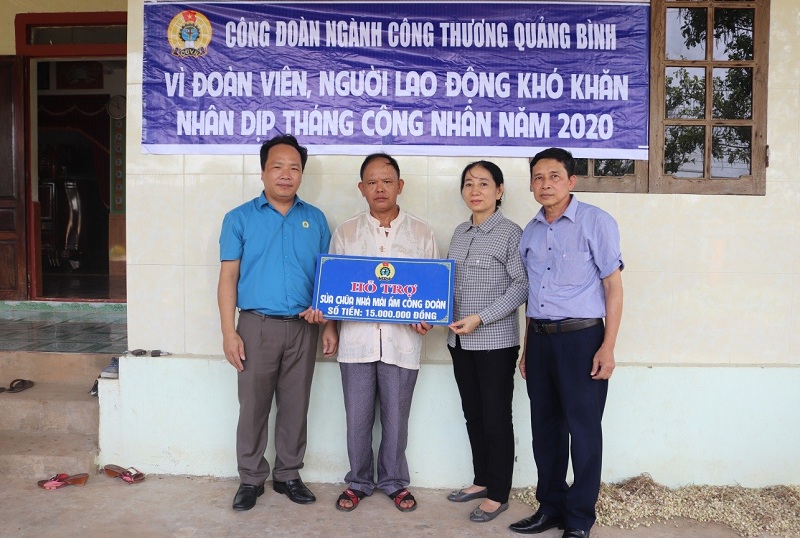 CÔNG ĐOÀN NGÀNH CÔNG THƯƠNG QUẢNG BÌNH
VÌ ĐOÀN VIÊN, NGƯỜI LAO ĐỘNG KHÓ KHĂN
NHÂN DỊP THÁNG CÔNG NHÂN NĂM 2020
HỖ TRỢ
SỬA CHỮA NHÀ MÁI ẤM CÔNG ĐOÀN
SỐ TIỀN: 15.000.000 ĐỒNG